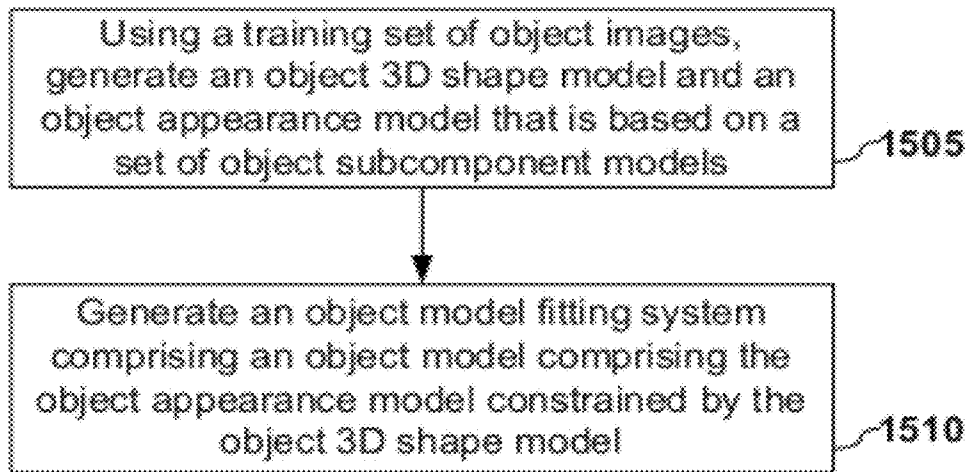 Using a training set of object images,
generate an object 3D shape model and an
object appearance model that is based on a
set of object subcomponent models
1505
Generate an object model fitting system
comprising an object model comprising the
object appearance model constrained by the
object 3D shape model
1510